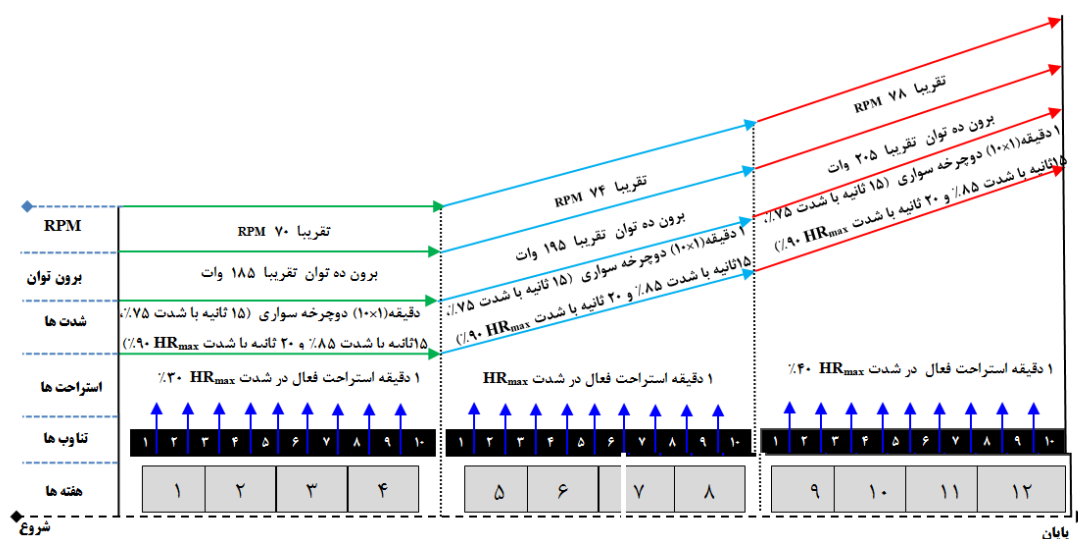 تقریبا ۷۸ RPM
برون ده توان تقریبا ۲۰۵ وات
۱ دقیقه(۱×۱۰) دوچرخه سواری (۱۵ ثانیه با شدت ۷۵٪،
۱۵ثانیه با شدت ۸۵٪ و ۲۰ ثانیه با شدت ۹۰٪ HRmax)
تقریبا ۷۴ RPM
برون ده توان تقریبا ۱۹۵ وات
۱ دقیقه(۱×۱۰) دوچرخه سواری (۱۵ ثانیه با شدت ۷۵٪،
۱۵ثانیه با شدت ۸۵٪ و ۲۰ ثانیه با شدت ۹۰٪ HRmax)
RPM
تقریبا ۷۰ RPM
برون توان
برون ده توان تقریبا ۱۸۵ وات
شدت ها
دقیقه(۱×۱۰) دوچرخه سواری (۱۵ ثانیه با شدت ۷۵٪،
۱۵ثانیه با شدت ۸۵٪ و ۲۰ ثانیه با شدت ۹۰٪ HRmax)
استراحت ها
۱ دقیقه استراحت فعال در شدت ۳۰٪ HRmax
۱ دقیقه استراحت فعال در شدت HRmax
۱ دقیقه استراحت فعال در شدت ۴۰٪ HRmax
تناوب ها
۱ ۲ ۳ ۴ ۵ ۶ ۷ ۸ ۹ ۱۰
۱ ۲ ۳ ۴ ۵ ۶ ۷ ۸ ۹ ۱۰
۱ ۲ ۳ ۴ ۵ ۶ ۷ ۸ ۹ ۱۰
هفته ها
۱ ۲ ۳ ۴
۵ ۶ ۷ ۸
۹ ۱۰ ۱۱ ۱۲
شروع
پایان